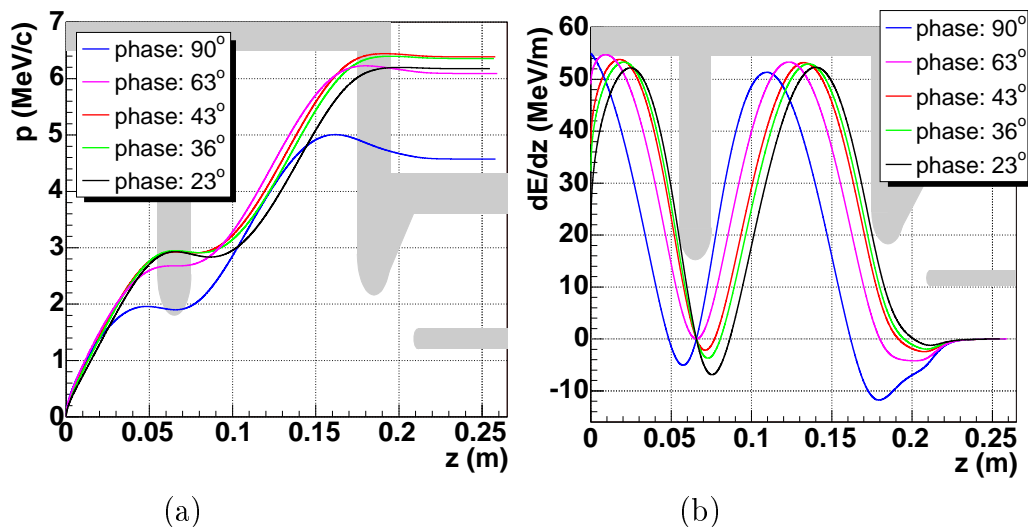 p (MeV/c)
7
6
5
4
3
2
1
0
phase: 90°
phase: 63°
phase: 43°
phase: 36°
phase: 23°
0 0.05 0.1 0.15 0.2 0.25
z (m)
(a)
dE/dz (MeV/m)
60
50
40
30
20
10
0
-10
phase: 90°
phase: 63°
phase: 43°
phase: 36°
phase: 23°
0 0.05 0.1 0.15 0.2 0.25
z (m)
(b)